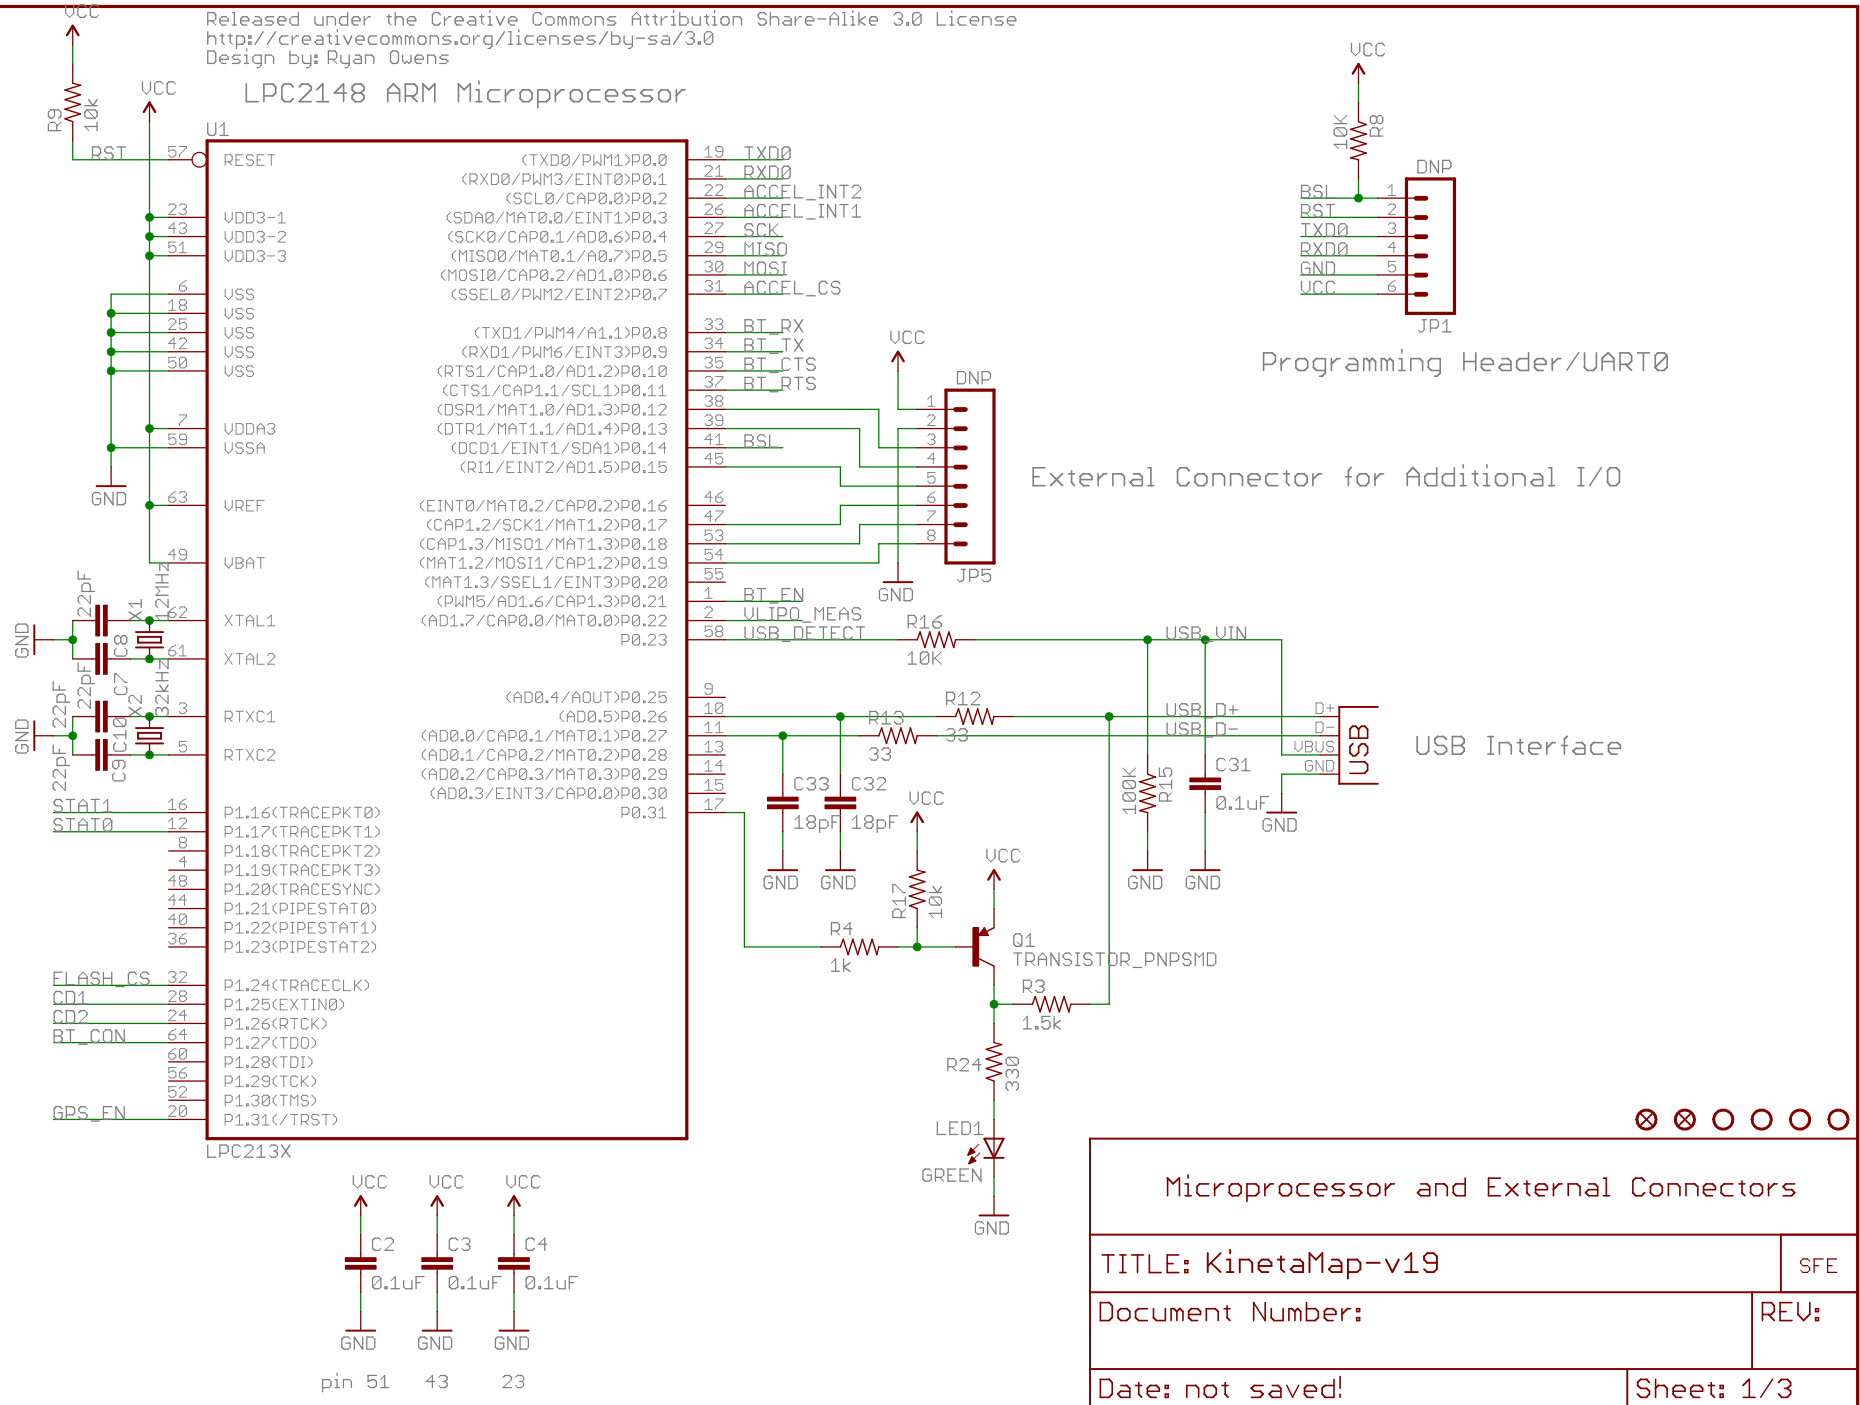 Released under the Creative Commons Attribution Share-Alike 3.0 License
http://creativecommons.org/licenses/by-sa/3.0
Design by: Ryan Owens
LPC2148 ARM Microprocessor
VCC
R9
10k
VCC
RST
U1
57 RESET
23 VDD3-1
43 VDD3-2
51 VDD3-3
6 VSS
18 VSS
25 VSS
42 VSS
50 VSS
7 VDDA3
59 VSSA
GND
63 VREF
49 VBAT
22pF
X1
12MHz
62 XTAL1
GND
C8
61 XTAL2
22pF
C7
X2
32kHz
22pF
3 RTXC1
GND
C10
5 RTXC2
22pF
C9
STAT1 16 P1.16(TRACEPKT0)
STAT0 12 P1.17(TRACEPKT1)
8 P1.18(TRACEPKT2)
4 P1.19(TRACEPKT3)
48 P1.20(TRACESYNC)
44 P1.21(PIPESTAT0)
40 P1.22(PIPESTAT1)
36 P1.23(PIPESTAT2)
FLASH_CS 32 P1.24(TRACECLK)
CD1 28 P1.25(EXTIN0)
CD2 24 P1.26(RTCK)
BT_CON 64 P1.27(TDO)
60 P1.28(TDI)
56 P1.29(TCK)
52 P1.30(TMS)
GPS_EN 20 P1.31(/TRST)
LPC213X
(TXD0/PWM1)P0.0 19 TXD0
(RXD0/PWM3/EINT0)P0.1 21 RXD0
(SCL0/CAP0.0)P0.2 22 ACCEL_INT2
(SDA0/MAT0.0/EINT1)P0.3 26 ACCEL_INT1
(SCK0/CAP0.1/AD0.6)P0.4 27 SCK
(MISO0/MAT0.1/A0.7)P0.5 29 MISO
(MOSI0/CAP0.2/AD1.0)P0.6 30 MOSI
(SSEL0/PWM2/EINT2)P0.7 31 ACCEL_CS
(TXD1/PWM4/A1.1)P0.8 33 BT_RX
(RXD1/PWM6/EINT3)P0.9 34 BT_TX
(RTS1/CAP1.0/AD1.2)P0.10 35 BT_CTS
(CTS1/CAP1.1/SCL1)P0.11 37 BT_RTS
(DSR1/MAT1.0/AD1.3)P0.12 38
(DTR1/MAT1.1/AD1.4)P0.13 39
(DCD1/EINT1/SDA1)P0.14 41 BSL
(RI1/EINT2/AD1.5)P0.15 45
(EINT0/MAT0.2/CAP0.2)P0.16 46
(CAP1.2/SCK1/MAT1.2)P0.17 47
(CAP1.3/MISO1/MAT1.3)P0.18 53
(MAT1.2/MOSI1/CAP1.2)P0.19 54
(MAT1.3/SSEL1/EINT3)P0.20 55
(PWM5/AD1.6/CAP1.3)P0.21 1 BT_EN
(AD1.7/CAP0.0/MAT0.0)P0.22 2 VLIPO_MEAS
P0.23 58 USB_DETECT
(AD0.4/AOUT)P0.25 9
(AD0.5)P0.26 10
(AD0.0/CAP0.1/MAT0.1)P0.27 11
(AD0.1/CAP0.2/MAT0.2)P0.28 13
(AD0.2/CAP0.3/MAT0.3)P0.29 14
(AD0.3/EINT3/CAP0.0)P0.30 15
P0.31 17
VCC
DNP
1
2
3
4
5
6
7
8
JP5
GND
External Connector for Additional I/O
VCC
10K
R8
DNP
BSL 1
RST 2
TXD0 3
RXD0 4
GND 5
VCC 6
JP1
Programming Header/UART0
R16
10K
USB_VIN
R12
33
USB_D+
R13
33
USB_D-
D+
D-
VBUS
GND
USB
USB Interface
C33
18pF
GND
C32
18pF
GND
100K
R15
GND
C31
0.1uF
GND
GND
VCC
R17
10k
VCC
R4
1k
Q1
TRANSISTOR_PNPSMD
R3
1.5k
R24
330
LED1
GREEN
GND
VCC VCC VCC
C2 C3 C4
0.1uF 0.1uF 0.1uF
GND GND GND
pin 51 43 23
Microprocessor and External Connectors
TITLE: KinetaMap-v19
SFE
Document Number:
REV:
Date: not saved!
Sheet: 1/3